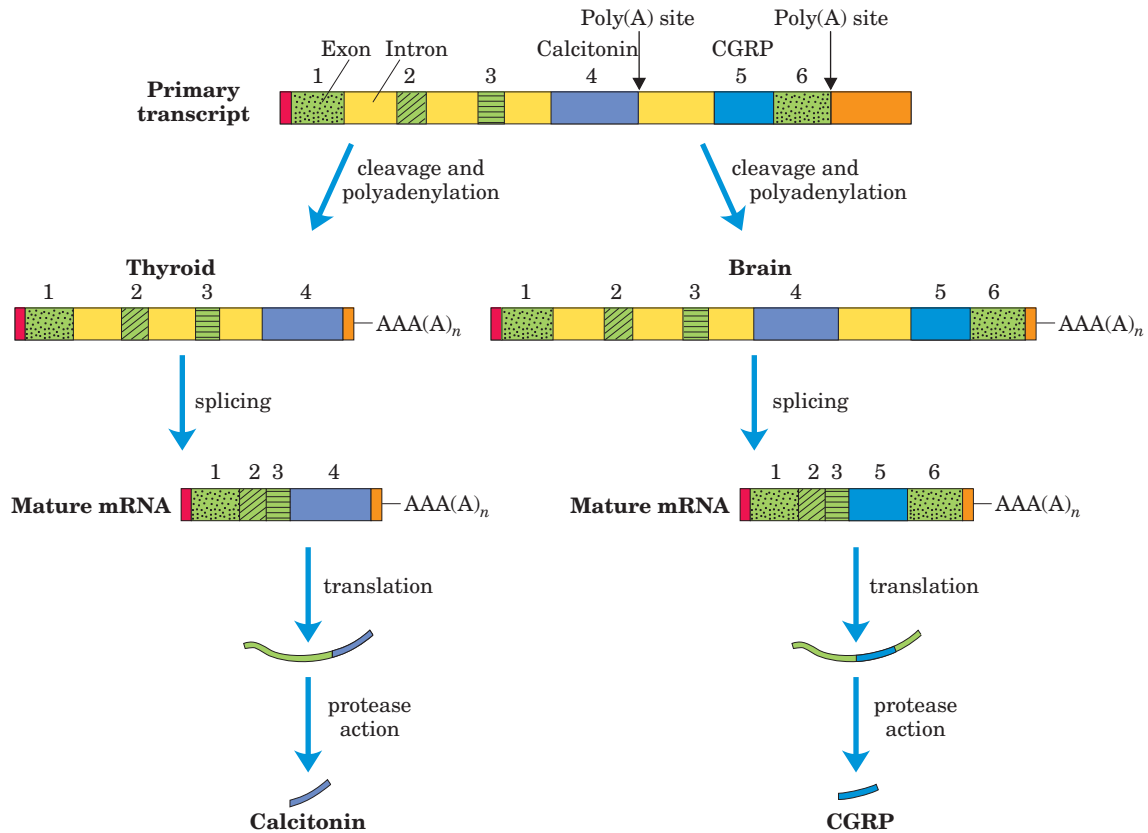 Poly(A) site Poly(A) site
Exon Intron Calcitonin CGRP
1 2 3 4 5 6
Primary
transcript
cleavage and
polyadenylation
cleavage and
polyadenylation
Thyroid
1 2 3 4
AAA(A)n
Brain
1 2 3 4 5 6
AAA(A)n
splicing
splicing
1 2 3 4
Mature mRNA AAA(A)n
1 2 3 5 6
Mature mRNA AAA(A)n
translation
translation
protease
action
protease
action
Calcitonin
CGRP